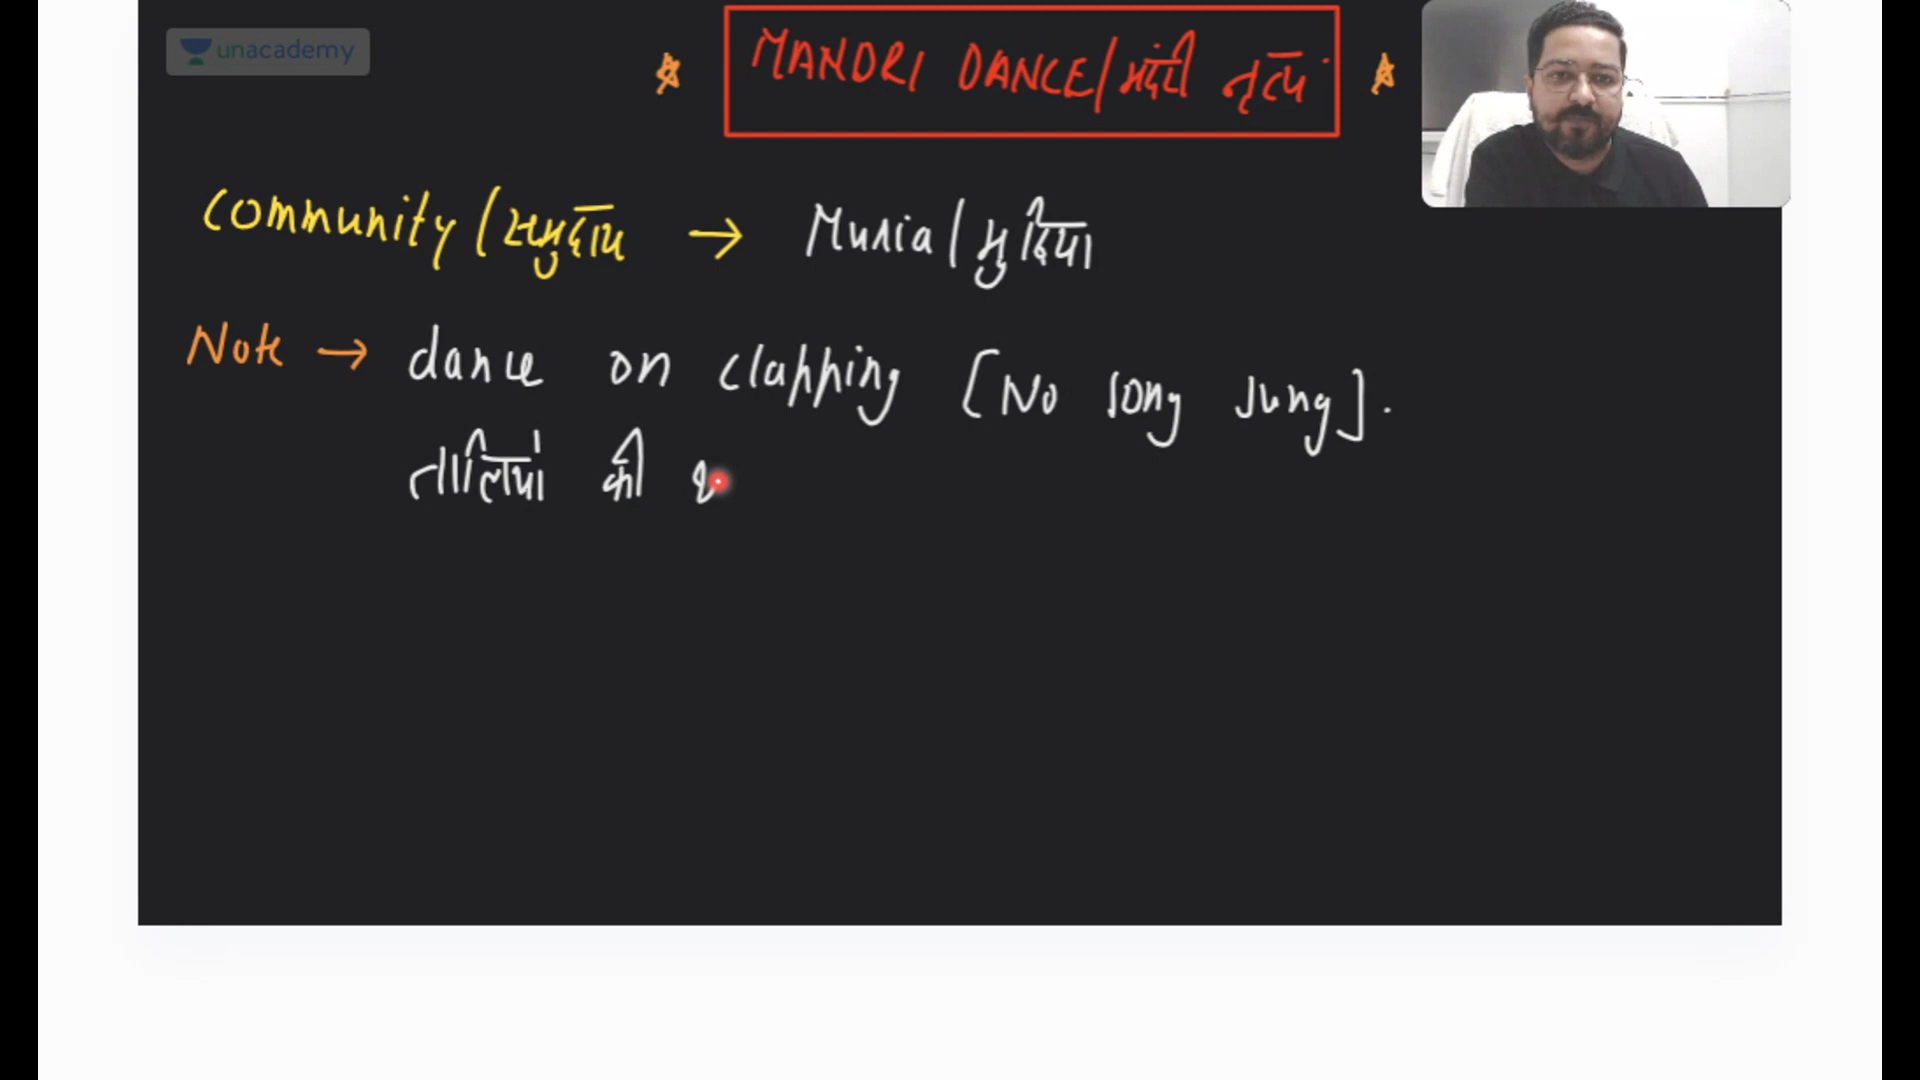 unacademy
MANDRI DANCE/मंदरी नृत्य
Community/समुदाय → Muria/मुरिया
Note → dance on clapping [No song sung].
तालियों की